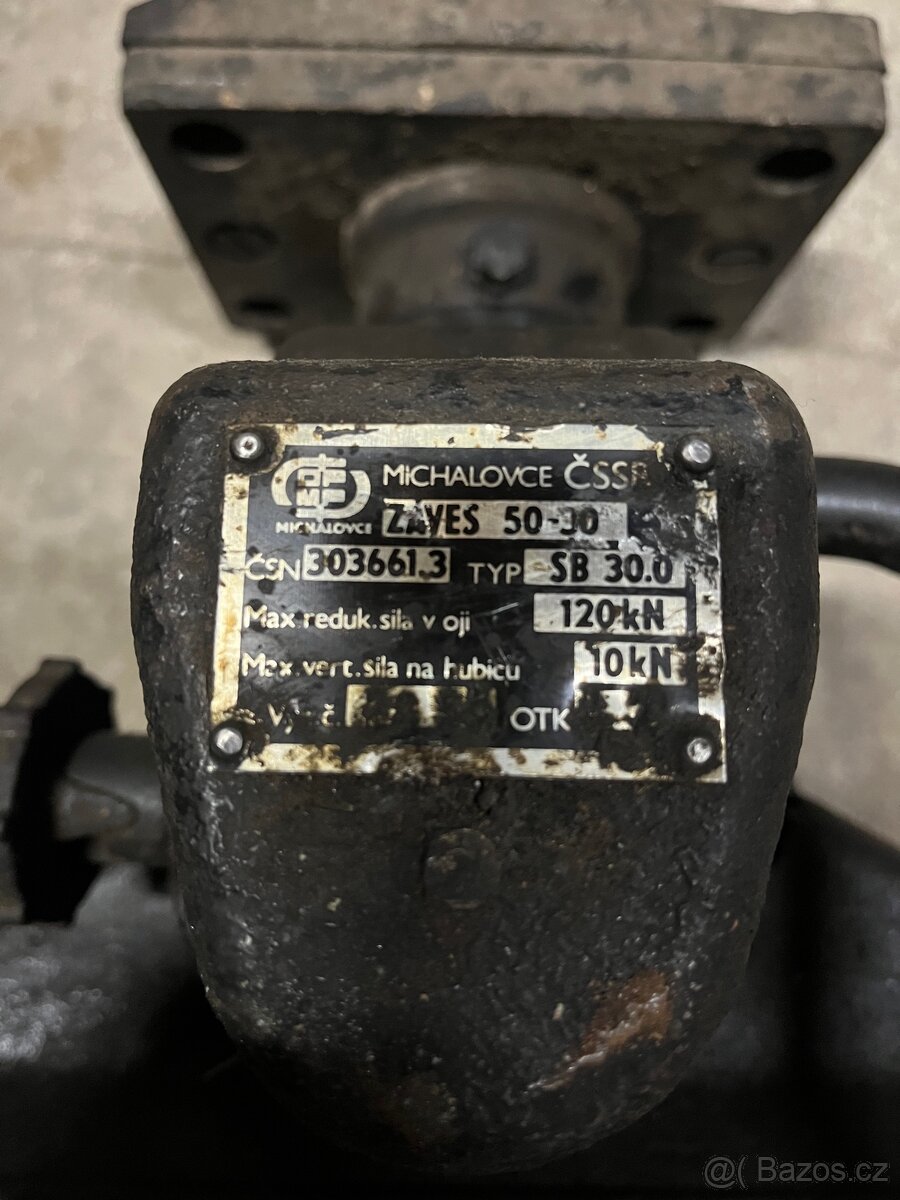 MiCHALOVCE ČSSR
MICHALOVCE
ZÁVES 50-30
ČSN 303661.3 TYP SB 30.0
Max.reduk.sila v oji 120kN
Max.vert.sila na hubicu 10kN
OTK
@( Bazos.cz